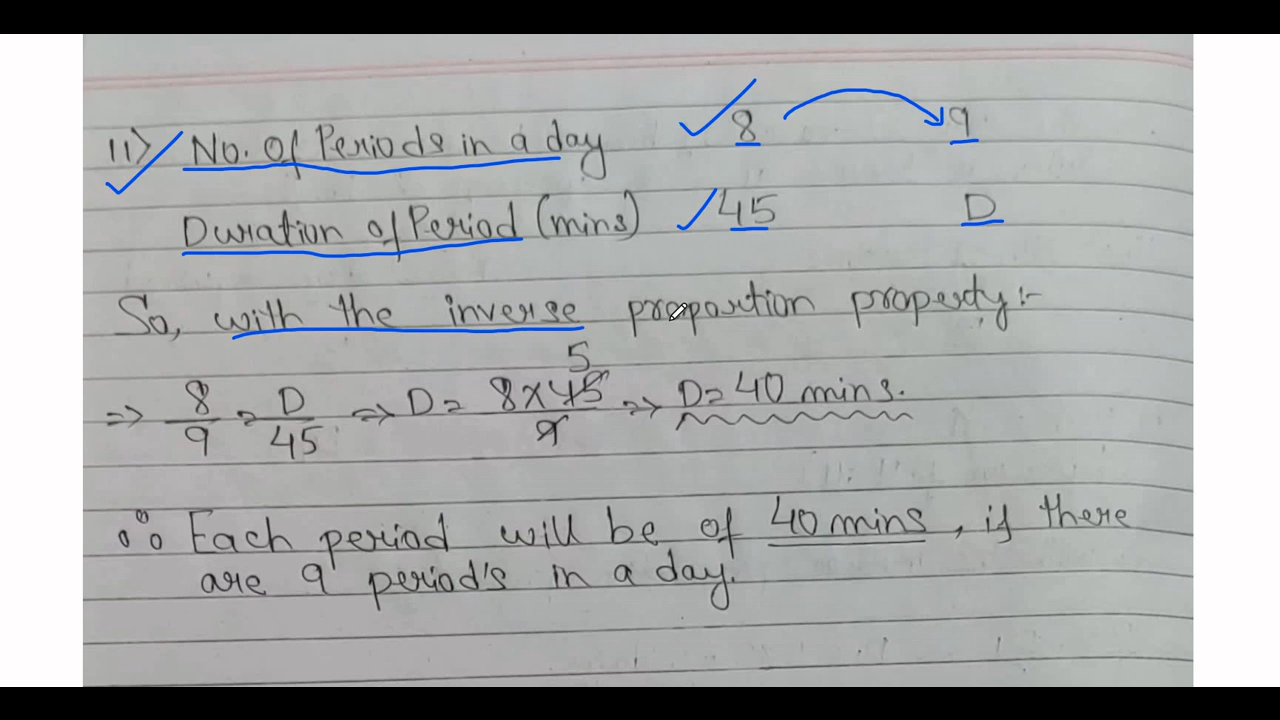 11) No. of Periods in a day 8 9
Duration of Period (mins) 45 D
So, with the inverse proportion property:-
=> 8/9 = D/45 => D = 8x45/9 5 => D= 40 mins.
∴ Each period will be of 40 mins, if there
are 9 period's in a day.